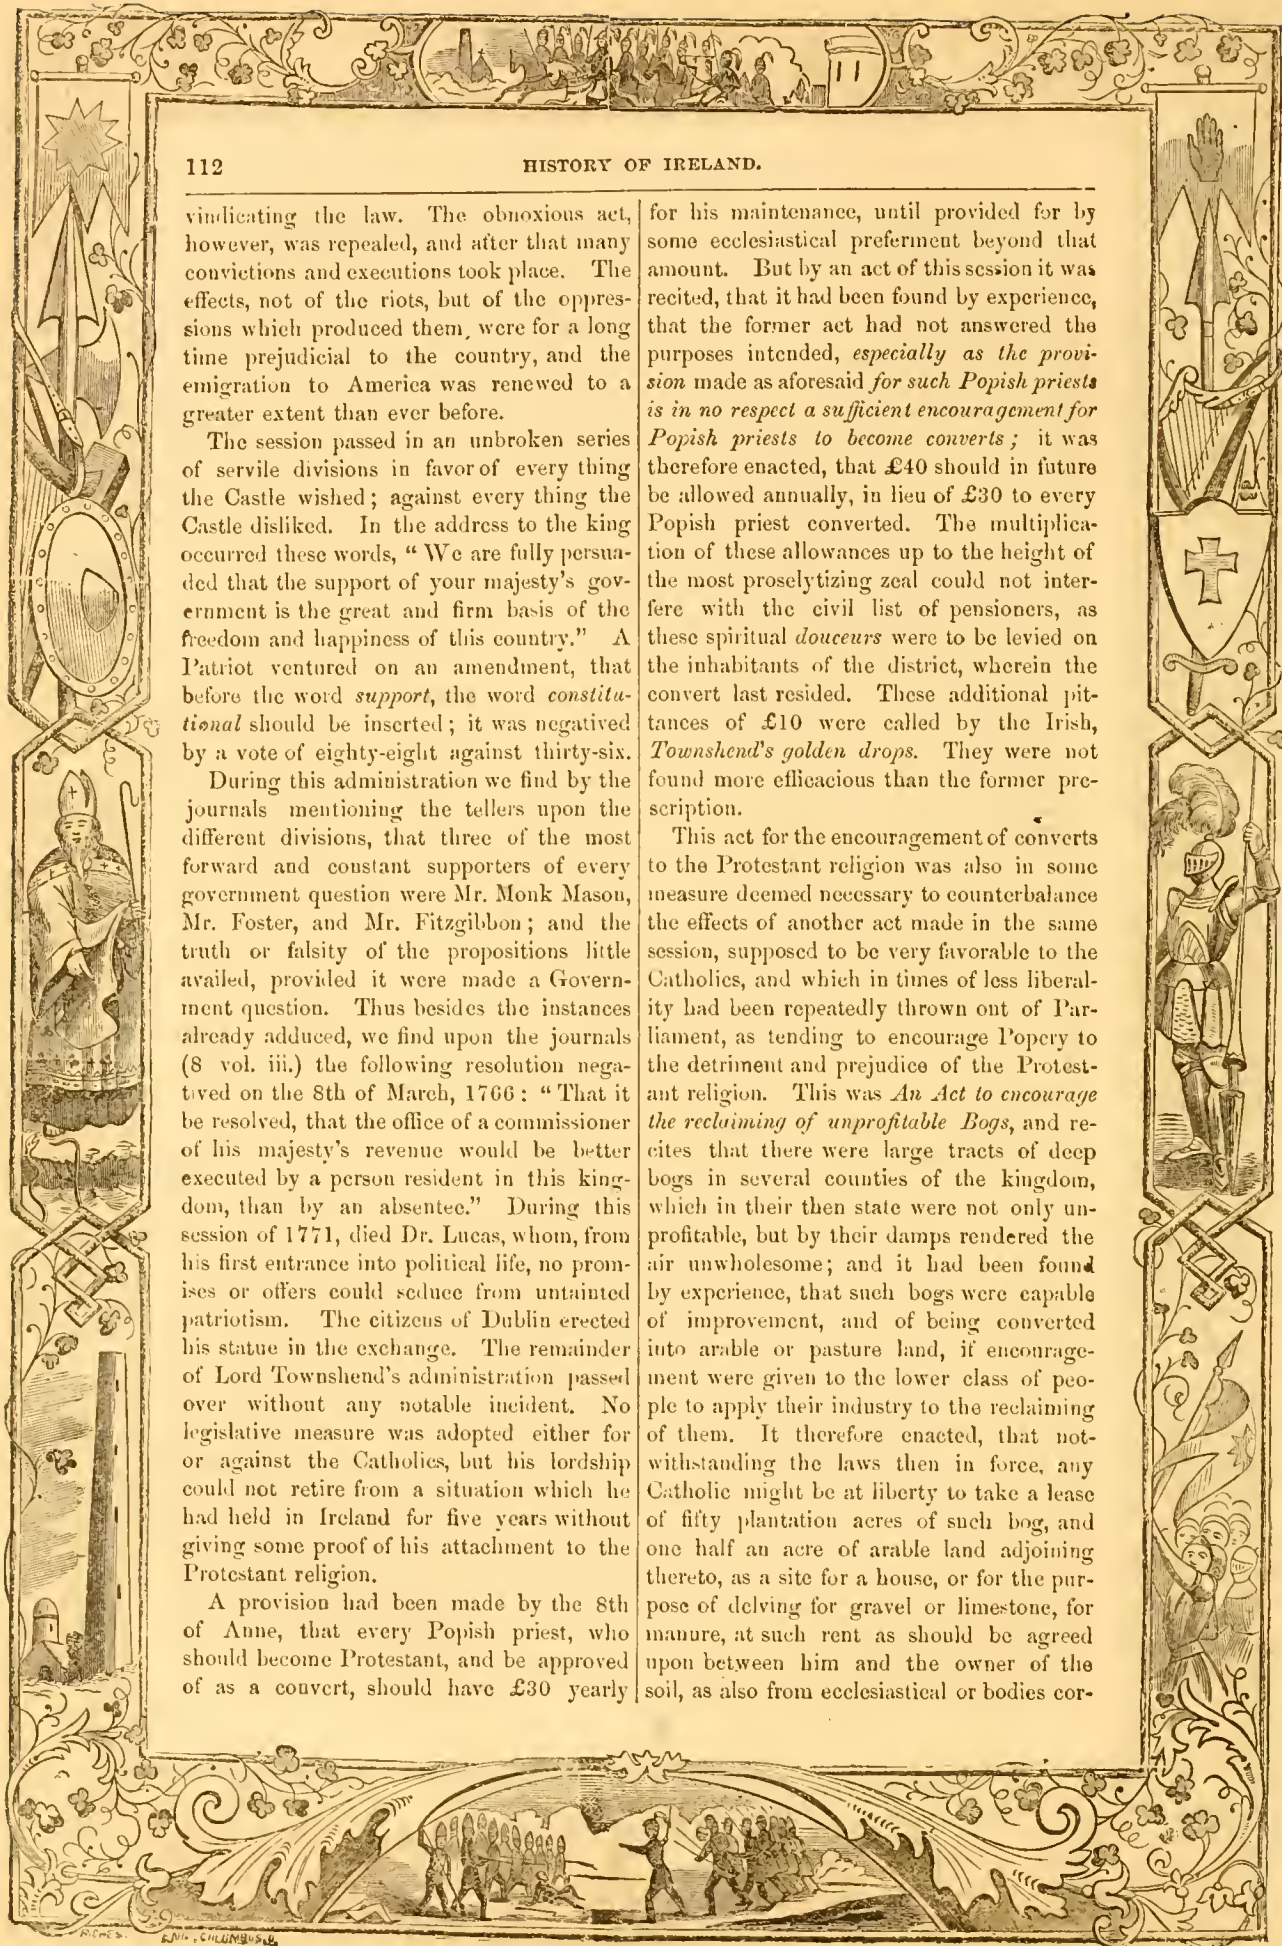 112
HISTORY OF IRELAND.
vindicating the law. The obnoxious act,
however, was repealed, and after that many
convictions and executions took place. The
effects, not of the riots, but of the oppres-
sions which produced them, were for a long
time prejudicial to the country, and the
emigration to America was renewed to a
greater extent than ever before.
The session passed in an unbroken series
of servile divisions in favor of every thing
the Castle wished; against every thing the
Castle disliked. In the address to the king
occurred these words, “We are fully persua-
ded that the support of your majesty's gov-
ernment is the great and firm basis of the
freedom and happiness of this country.” A
Patriot ventured on an amendment, that
before the word support, the word constitu-
tional should be inserted; it was negatived
by a vote of eighty-eight against thirty-six.
During this administration we find by the
journals mentioning the tellers upon the
different divisions, that three of the most
forward and constant supporters of every
government question were Mr. Monk Mason,
Mr. Foster, and Mr. Fitzgibbon; and the
truth or falsity of the propositions little
availed, provided it were made a Govern-
ment question. Thus besides the instances
already adduced, we find upon the journals
(8 vol. iii.) the following resolution nega-
tived on the 8th of March, 1766: “That it
be resolved, that the office of a commissioner
of his majesty's revenue would be better
executed by a person resident in this king-
dom, than by an absentee.” During this
session of 1771, died Dr. Lucas, whom, from
his first entrance into political life, no prom-
ises or offers could seduce from untainted
patriotism. The citizens of Dublin erected
his statue in the exchange. The remainder
of Lord Townshend's administration passed
over without any notable incident. No
legislative measure was adopted either for
or against the Catholics, but his lordship
could not retire from a situation which he
had held in Ireland for five years without
giving some proof of his attachment to the
Protestant religion.
A provision had been made by the 8th
of Anne, that every Popish priest, who
should become Protestant, and be approved
of as a convert, should have £30 yearly
for his maintenance, until provided for by
some ecclesiastical preferment beyond that
amount. But by an act of this session it was
recited, that it had been found by experience,
that the former act had not answered the
purposes intended, especially as the provi-
sion made as aforesaid for such Popish priests
is in no respect a sufficient encouragement for
Popish priests to become converts; it was
therefore enacted, that £40 should in future
be allowed annually, in lieu of £30 to every
Popish priest converted. The multiplica-
tion of these allowances up to the height of
the most proselytizing zeal could not inter-
fere with the civil list of pensioners, as
these spiritual douceurs were to be levied on
the inhabitants of the district, wherein the
convert last resided. These additional pit-
tances of £10 were called by the Irish,
Townshend's golden drops. They were not
found more efficacious than the former pre-
scription.
This act for the encouragement of converts
to the Protestant religion was also in some
measure deemed necessary to counterbalance
the effects of another act made in the same
session, supposed to be very favorable to the
Catholics, and which in times of less liberal-
ity had been repeatedly thrown out of Par-
liament, as tending to encourage Popery to
the detriment and prejudice of the Protest-
ant religion. This was An Act to encourage
the reclaiming of unprofitable Bogs, and re-
cites that there were large tracts of deep
bogs in several counties of the kingdom,
which in their then state were not only un-
profitable, but by their damps rendered the
air unwholesome; and it had been found
by experience, that such bogs were capable
of improvement, and of being converted
into arable or pasture land, if encourage-
ment were given to the lower class of peo-
ple to apply their industry to the reclaiming
of them. It therefore enacted, that not-
withstanding the laws then in force, any
Catholic might be at liberty to take a lease
of fifty plantation acres of such bog, and
one half an acre of arable land adjoining
thereto, as a site for a house, or for the pur-
pose of delving for gravel or limestone, for
manure, at such rent as should be agreed
upon between him and the owner of the
soil, as also from ecclesiastical or bodies cor-
ENG. COLUMBUS, O.